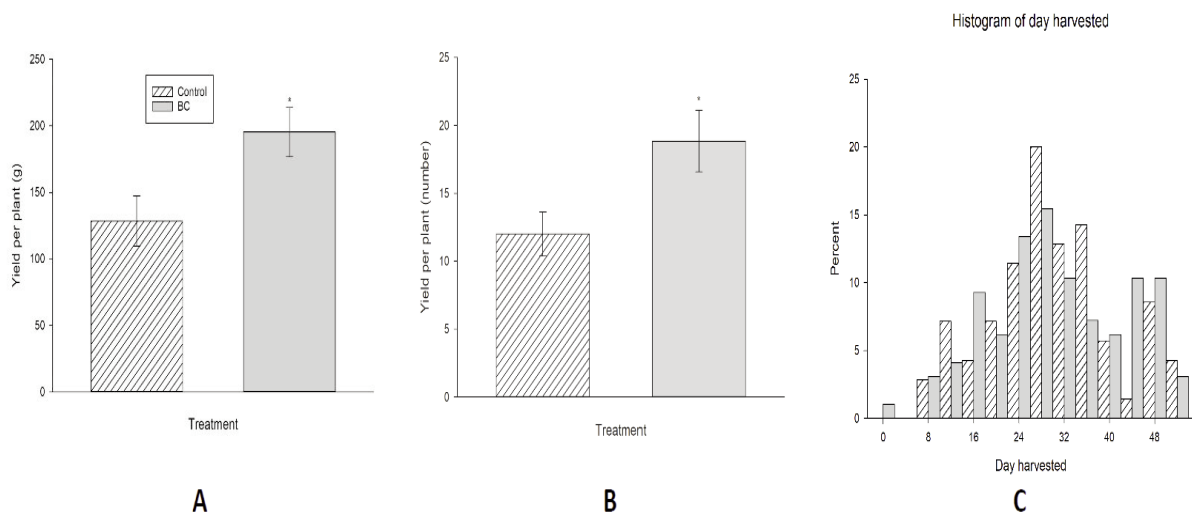 Histogram of day harvested
250
200
150
100
50
0
Yield per plant (g)
Control
BC
*
Treatment
25
20
15
10
5
0
Yield per plant (number)
*
Treatment
25
20
15
10
5
0
Percent
0 8 16 24 32 40 48
Day harvested
A B C